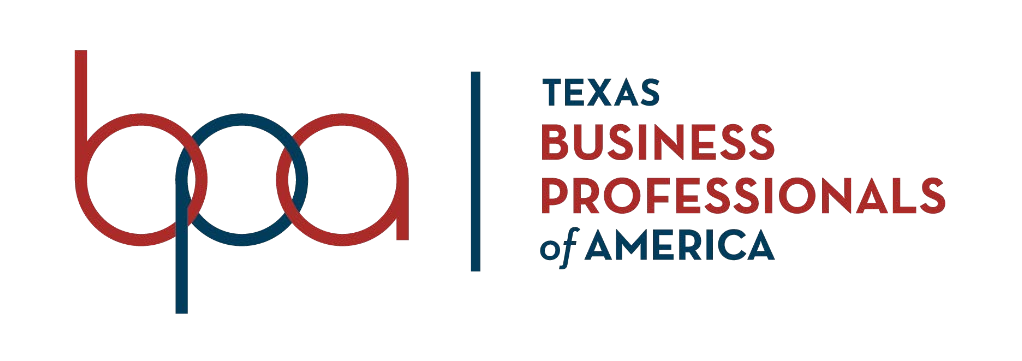 bpa
TEXAS
BUSINESS
PROFESSIONALS
of AMERICA